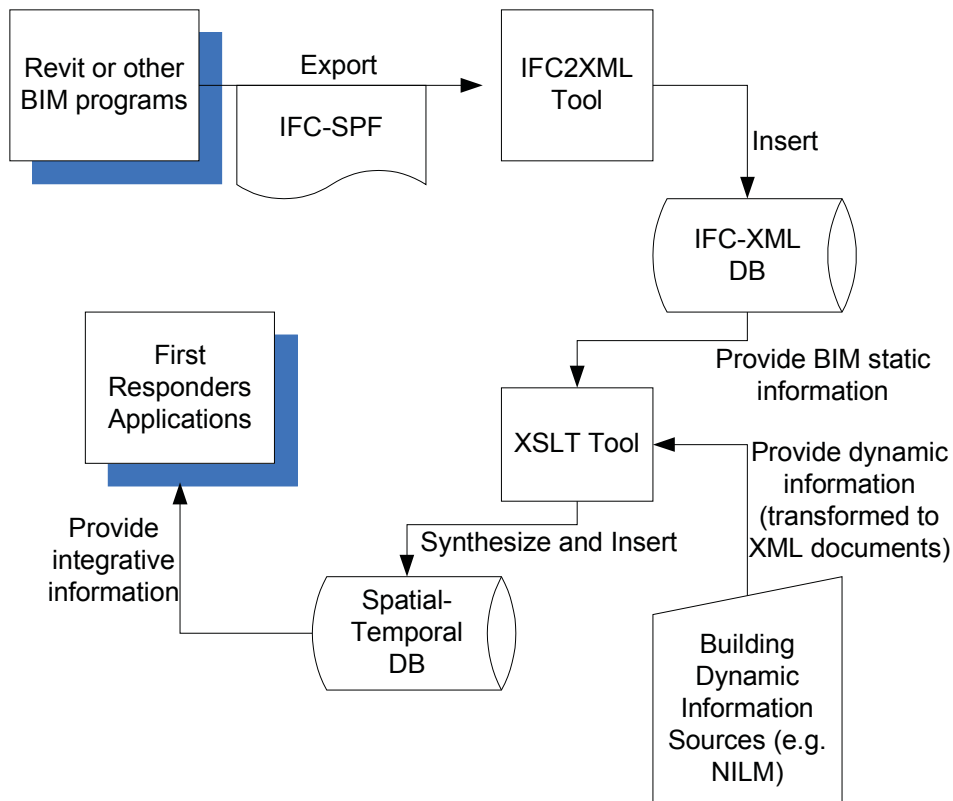 Revit or other
BIM programs
Export
IFC-SPF
IFC2XML
Tool
Insert
IFC-XML
DB
Provide BIM static
information
First
Responders
Applications
XSLT Tool
Provide dynamic
information
(transformed to
XML documents)
Provide
integrative
information
Synthesize and Insert
Spatial-
Temporal
DB
Building
Dynamic
Information
Sources (e.g.
NILM)